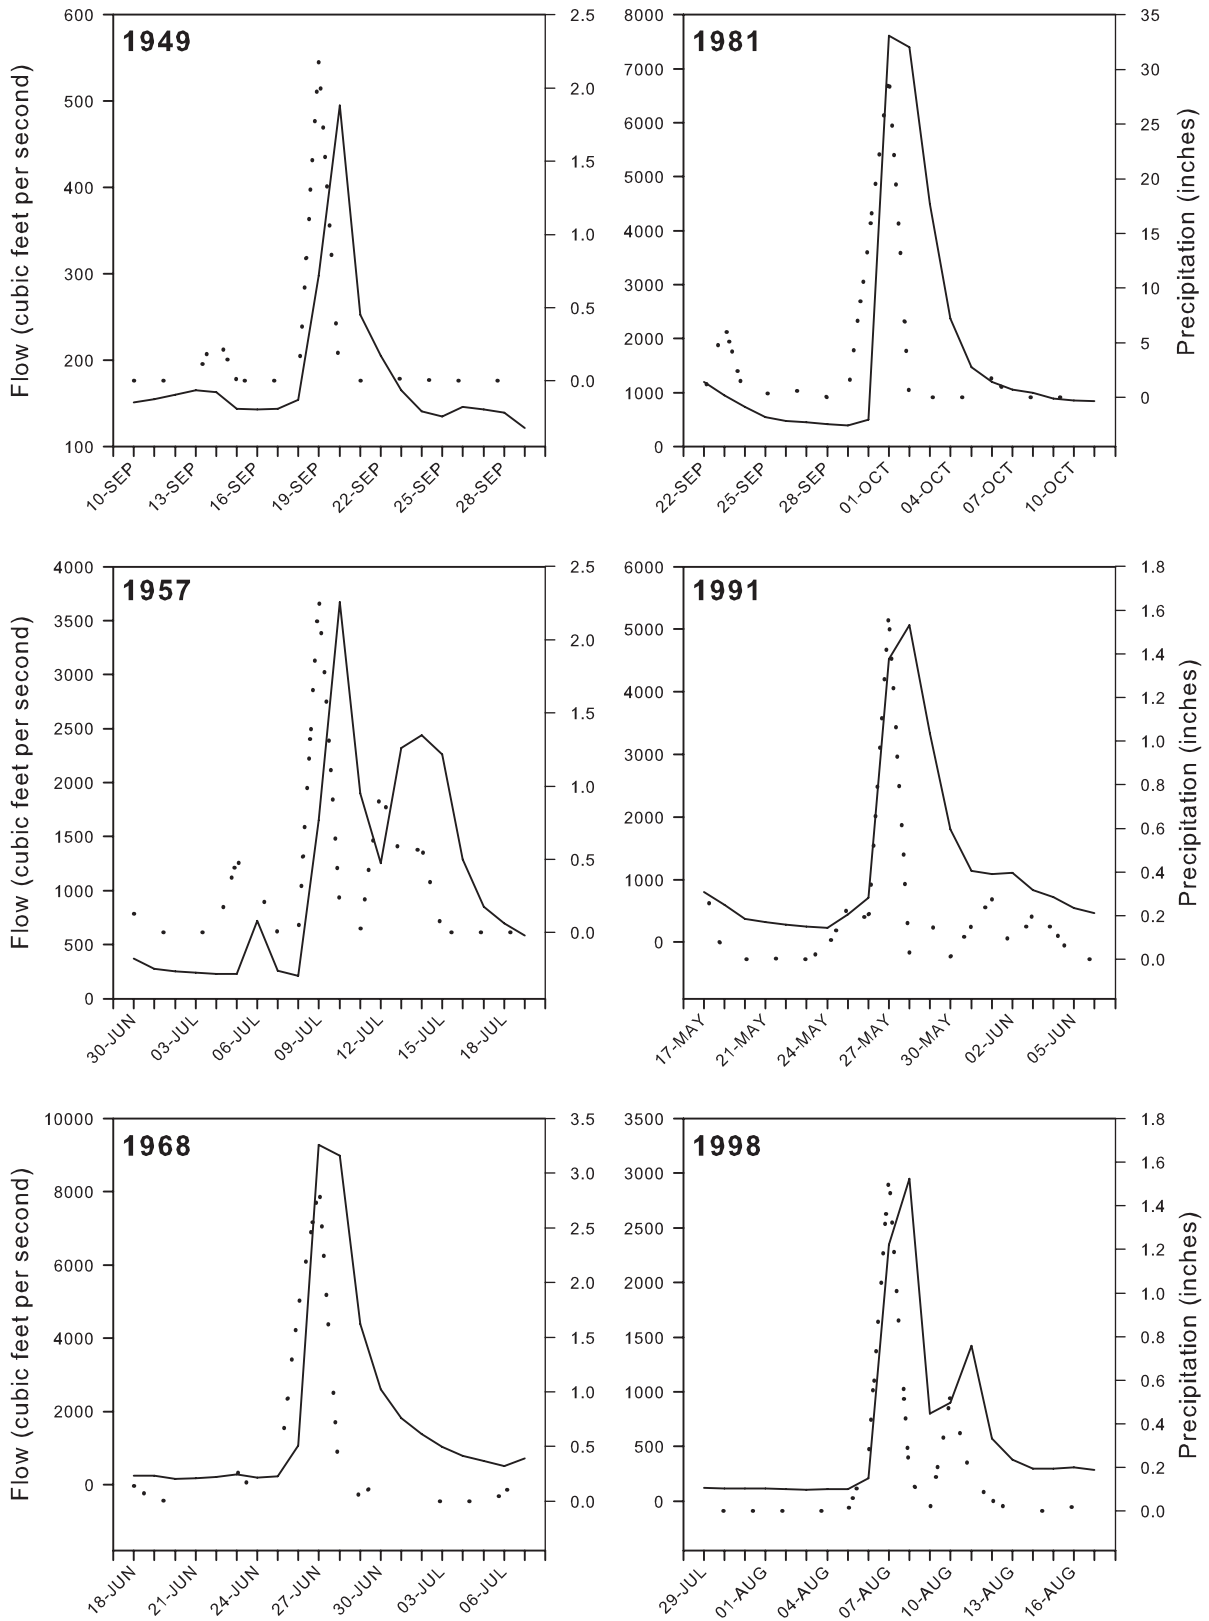 1949
Flow (cubic feet per second)
600
500
400
300
200
100
2.5
2.0
1.5
1.0
0.5
0.0
10-SEP
13-SEP
16-SEP
19-SEP
22-SEP
25-SEP
28-SEP
1981
8000
7000
6000
5000
4000
3000
2000
1000
0
35
30
25
20
15
10
5
0
Precipitation (inches)
22-SEP
25-SEP
28-SEP
01-OCT
04-OCT
07-OCT
10-OCT
1957
Flow (cubic feet per second)
4000
3500
3000
2500
2000
1500
1000
500
0
2.5
2.0
1.5
1.0
0.5
0.0
30-JUN
03-JUL
06-JUL
09-JUL
12-JUL
15-JUL
18-JUL
1991
6000
5000
4000
3000
2000
1000
0
1.8
1.6
1.4
1.2
1.0
0.8
0.6
0.4
0.2
0.0
Precipitation (inches)
17-MAY
21-MAY
24-MAY
27-MAY
30-MAY
02-JUN
05-JUN
1968
Flow (cubic feet per second)
10000
8000
6000
4000
2000
0
3.5
3.0
2.5
2.0
1.5
1.0
0.5
0.0
18-JUN
21-JUN
24-JUN
27-JUN
30-JUN
03-JUL
06-JUL
1998
3500
3000
2500
2000
1500
1000
500
0
1.8
1.6
1.4
1.2
1.0
0.8
0.6
0.4
0.2
0.0
Precipitation (inches)
29-JUL
01-AUG
04-AUG
07-AUG
10-AUG
13-AUG
16-AUG